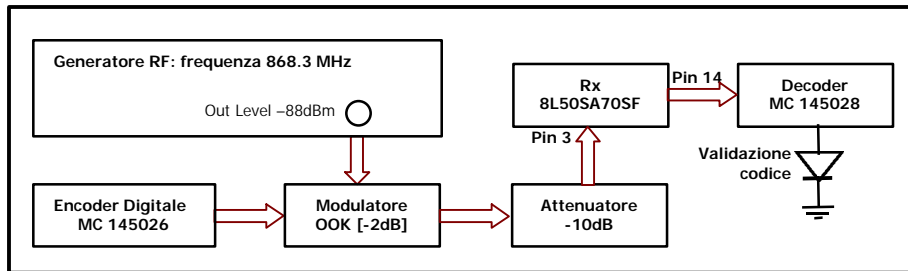 Generatore RF: frequenza 868.3 MHz
Out Level –88dBm
Rx
8L50SA70SF
Pin 14
Decoder
MC 145028
Pin 3
Validazione
codice
Encoder Digitale
MC 145026
Modulatore
OOK [-2dB]
Attenuatore
-10dB